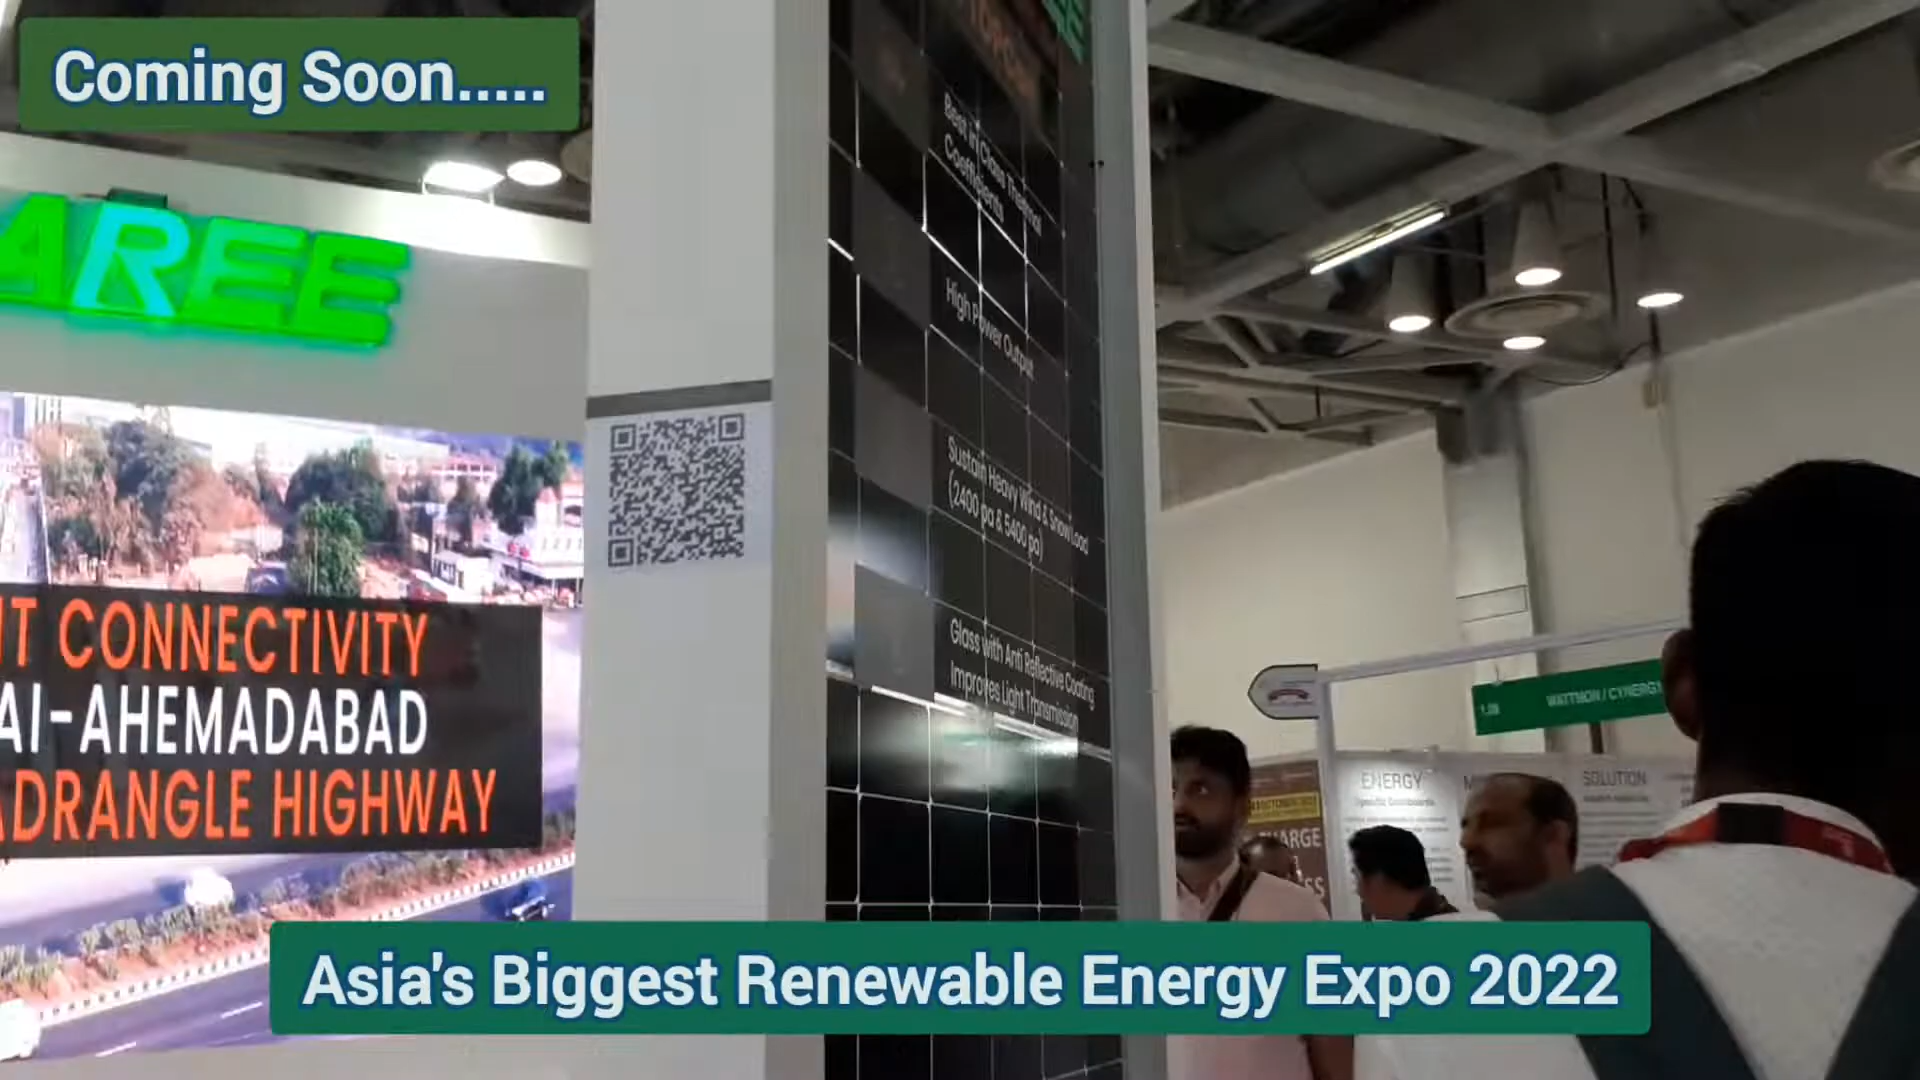 Coming Soon.....
AREE
IT CONNECTIVITY
AI-AHEMADABAD
ADRANGLE HIGHWAY
Best in Class Thermal
Coefficients
High Power Output
Sustain Heavy Wind & Snow Load
(2400 pa & 5400 pa)
Glass with Anti Reflective Coating
Improves Light Transmission
WATTMON / CYNERGY
ENERGY
SOLUTION
ARGE
Asia's Biggest Renewable Energy Expo 2022